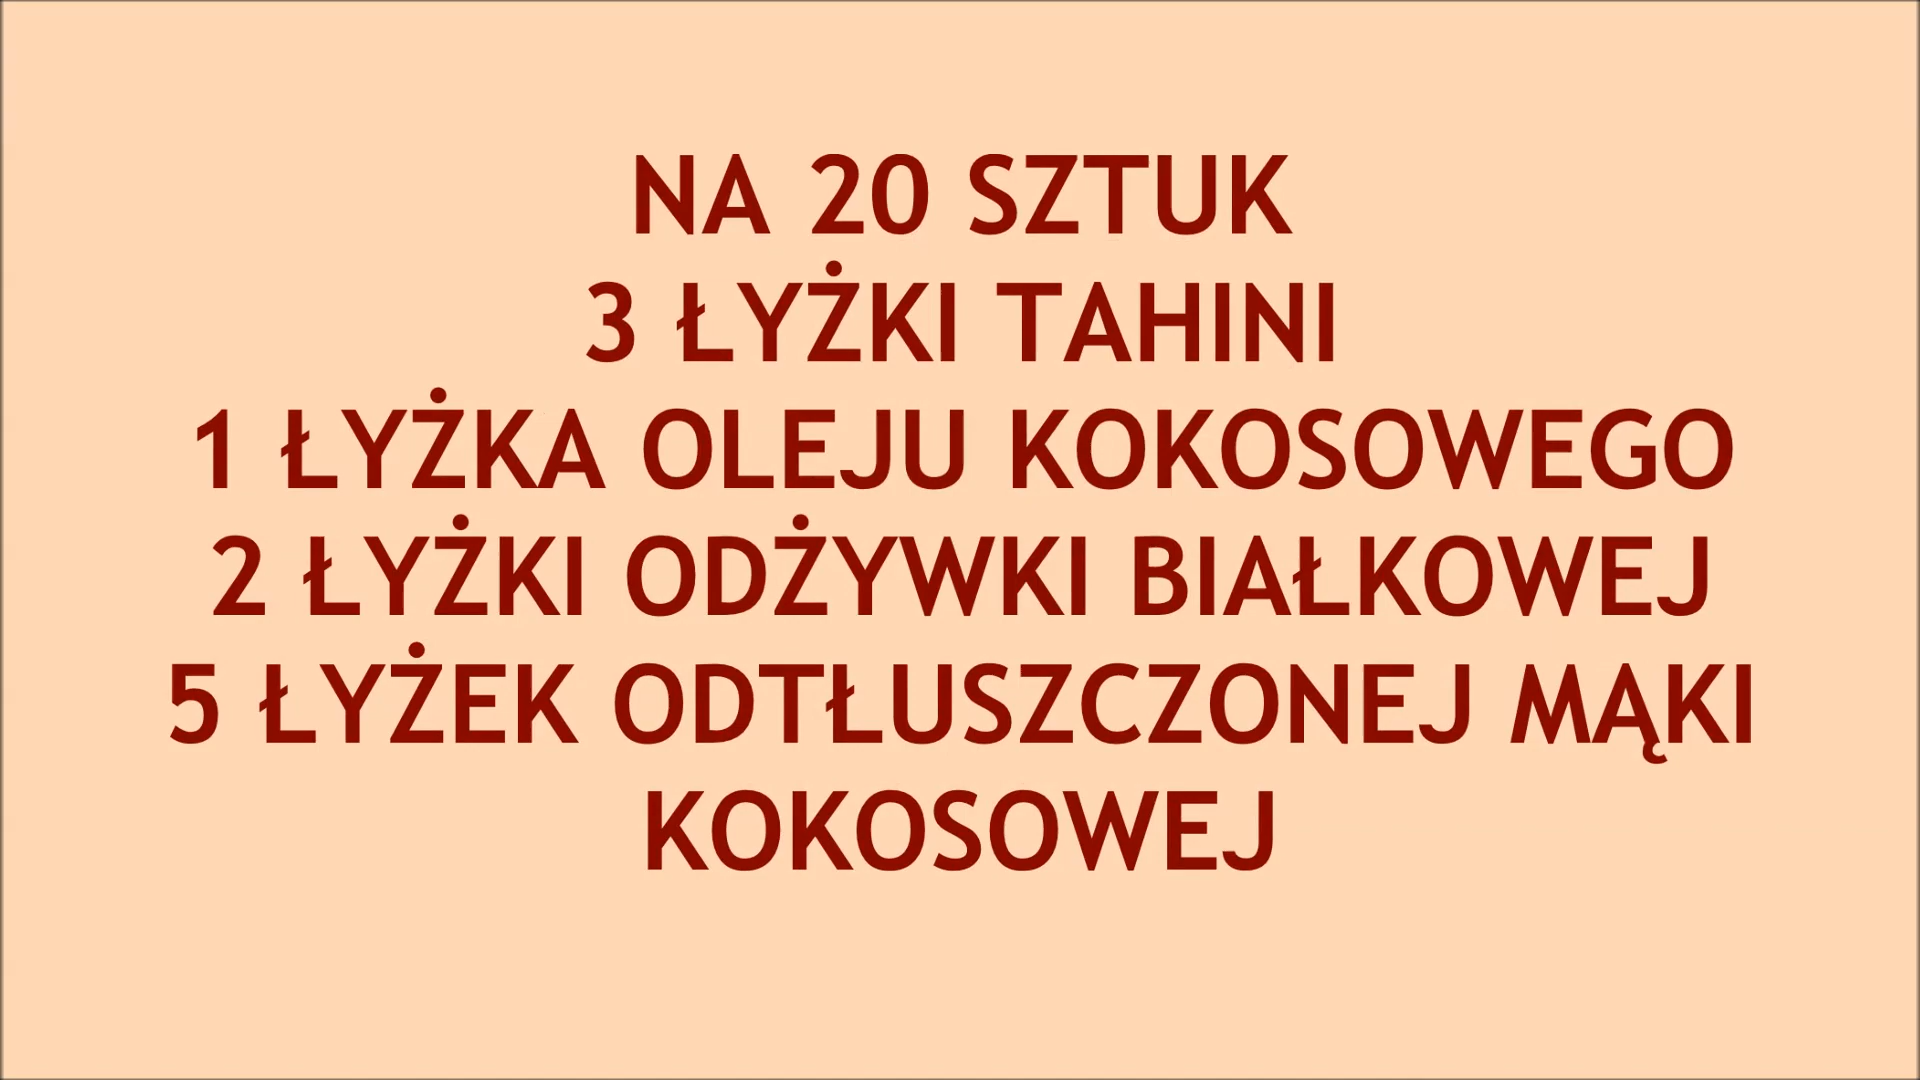 NA 20 SZTUK
3 ŁYŻKI TAHINI
1 ŁYŻKA OLEJU KOKOSOWEGO
2 ŁYŻKI ODŻYWKI BIAŁKOWEJ
5 ŁYŻEK ODTŁUSZCZONEJ MĄKI
KOKOSOWEJ